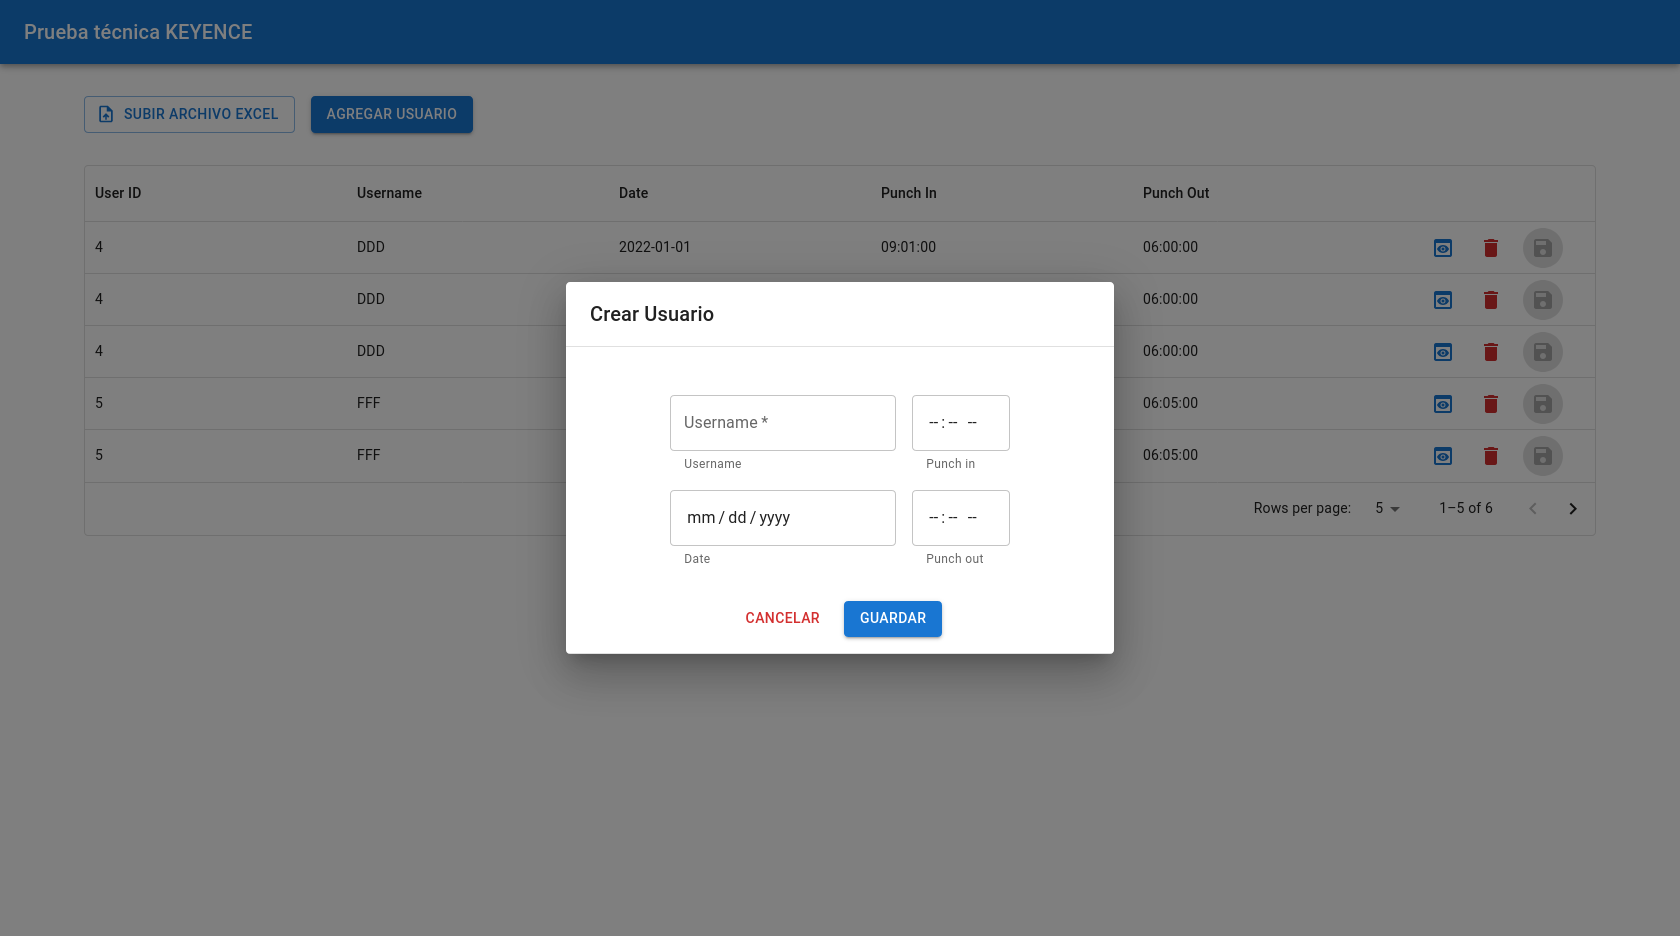 Prueba técnica KEYENCE
SUBIR ARCHIVO EXCEL AGREGAR USUARIO
User ID Username Date Punch In Punch Out
4 DDD 2022-01-01 09:01:00 06:00:00
4 DDD 06:00:00
4 DDD 06:00:00
5 FFF 06:05:00
5 FFF 06:05:00
Rows per page: 5 1–5 of 6
Crear Usuario
Username * --:-- --
Username Punch in
mm/dd/yyyy --:-- --
Date Punch out
CANCELAR GUARDAR